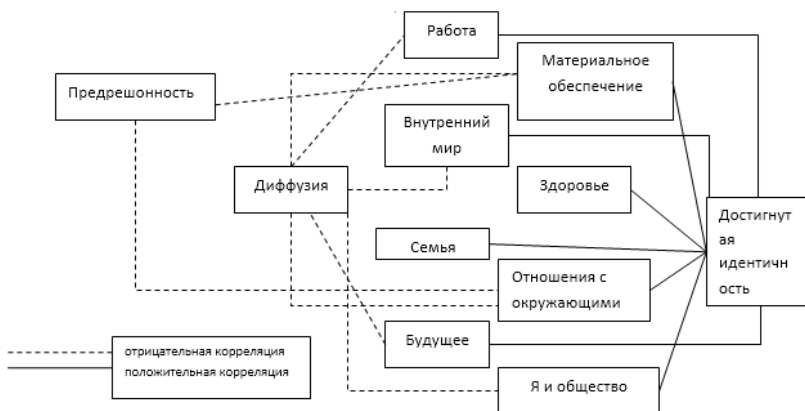 Работа
Материальное
обеспечение
Предрешонность
Внутренний
мир
Диффузия
Здоровье
Достигнут
ая
идентичн
ость
Семья
Отношения с
окружающими
Будущее
отрицательная корреляция
положительная корреляция
Я и общество